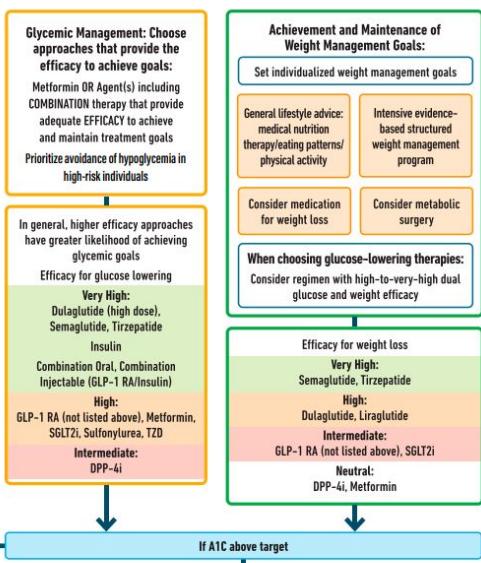 Glycemic Management: Choose
approaches that provide the
efficacy to achieve goals:
Metformin OR Agent(s) including
COMBINATION therapy that provide
adequate EFFICACY to achieve
and maintain treatment goals
Prioritize avoidance of hypoglycemia in
high-risk individuals
In general, higher efficacy approaches
have greater likelihood of achieving
glycemic goals
Efficacy for glucose lowering
Very High:
Dulaglutide (high dose),
Semaglutide, Tirzepatide
Insulin
Combination Oral, Combination
Injectable (GLP-1 RA/Insulin)
High:
GLP-1 RA (not listed above), Metformin,
SGLT2i, Sulfonylurea, TZD
Intermediate:
DPP-4i
Achievement and Maintenance of
Weight Management Goals:
Set individualized weight management goals
General lifestyle advice:
medical nutrition
therapy/eating patterns/
physical activity
Intensive evidence-
based structured
weight management
program
Consider medication
for weight loss
Consider metabolic
surgery
When choosing glucose-lowering therapies:
Consider regimen with high-to-very-high dual
glucose and weight efficacy
Efficacy for weight loss
Very High:
Semaglutide, Tirzepatide
High:
Dulaglutide, Liraglutide
Intermediate:
GLP-1 RA (not listed above), SGLT2i
Neutral:
DPP-4i, Metformin
If A1C above target